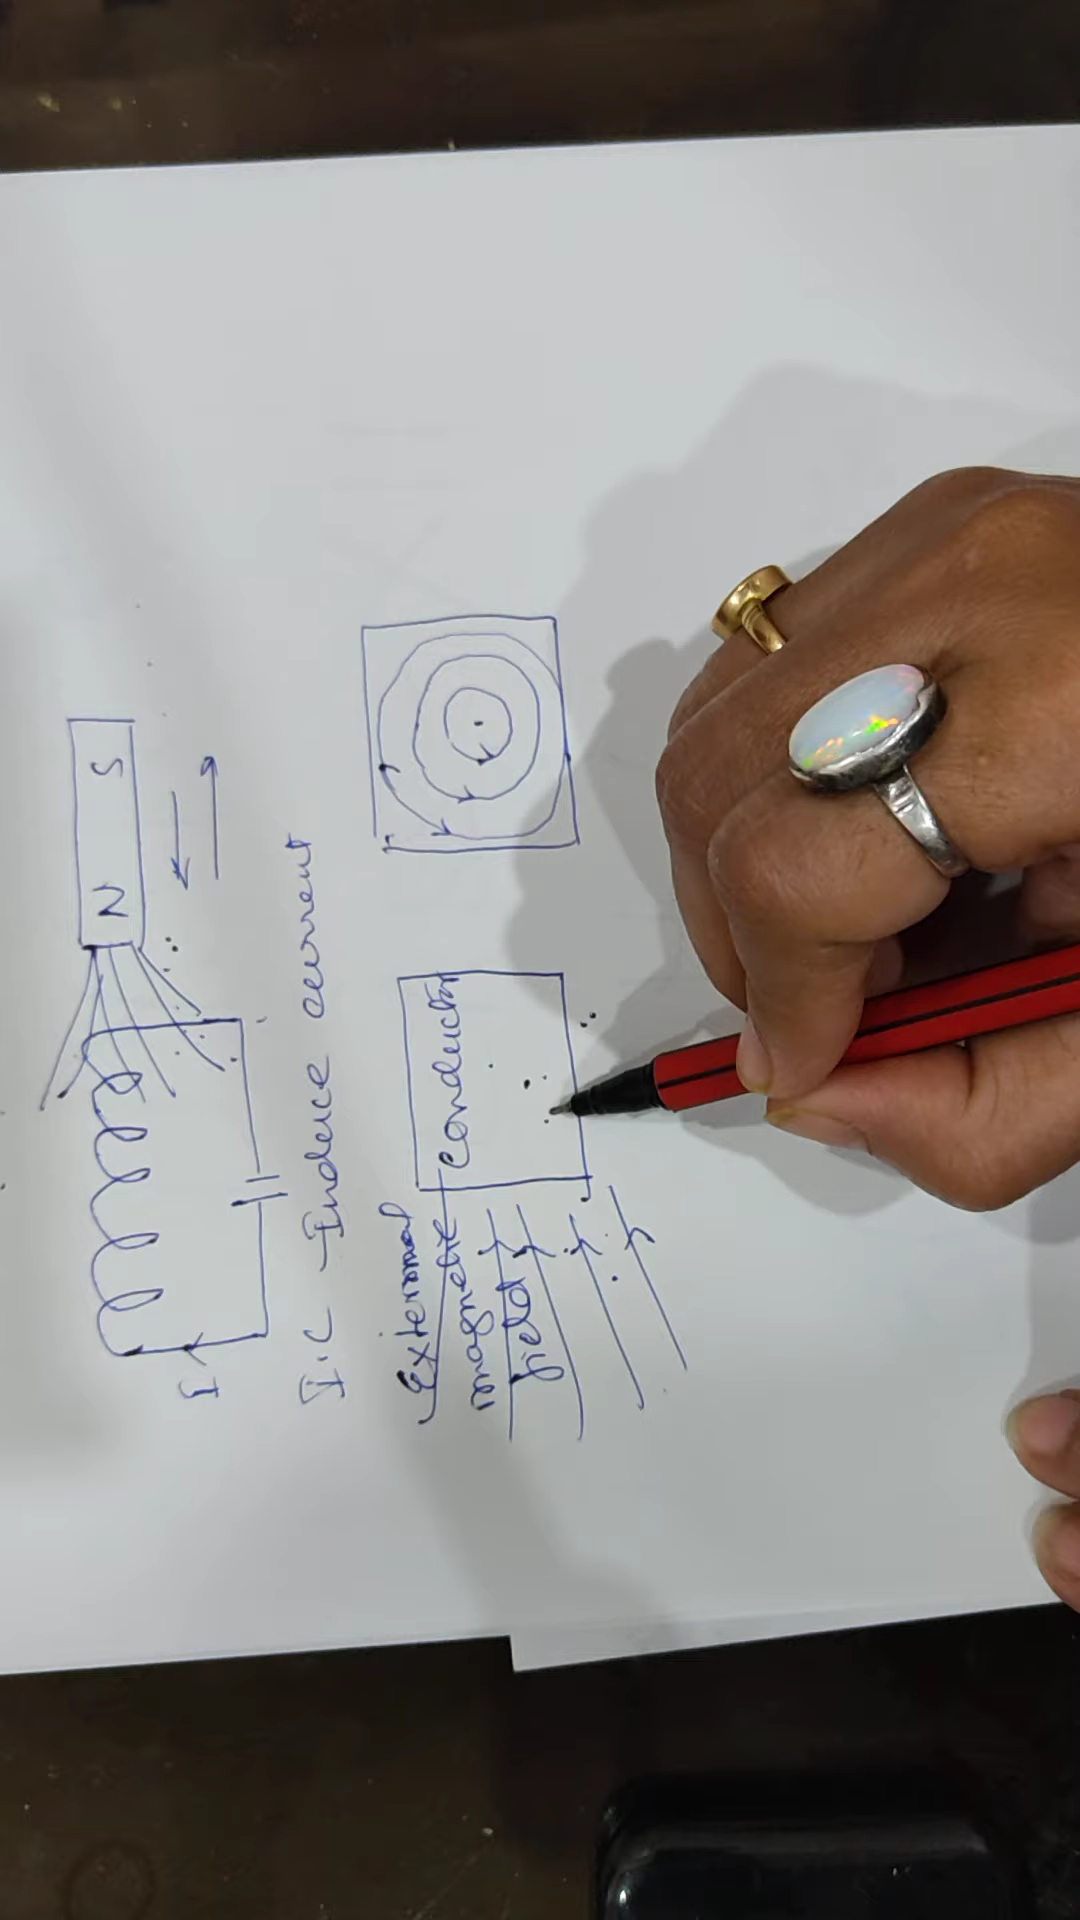 N S
I
I.C - Induce current
External
magnetic
field
Conductor